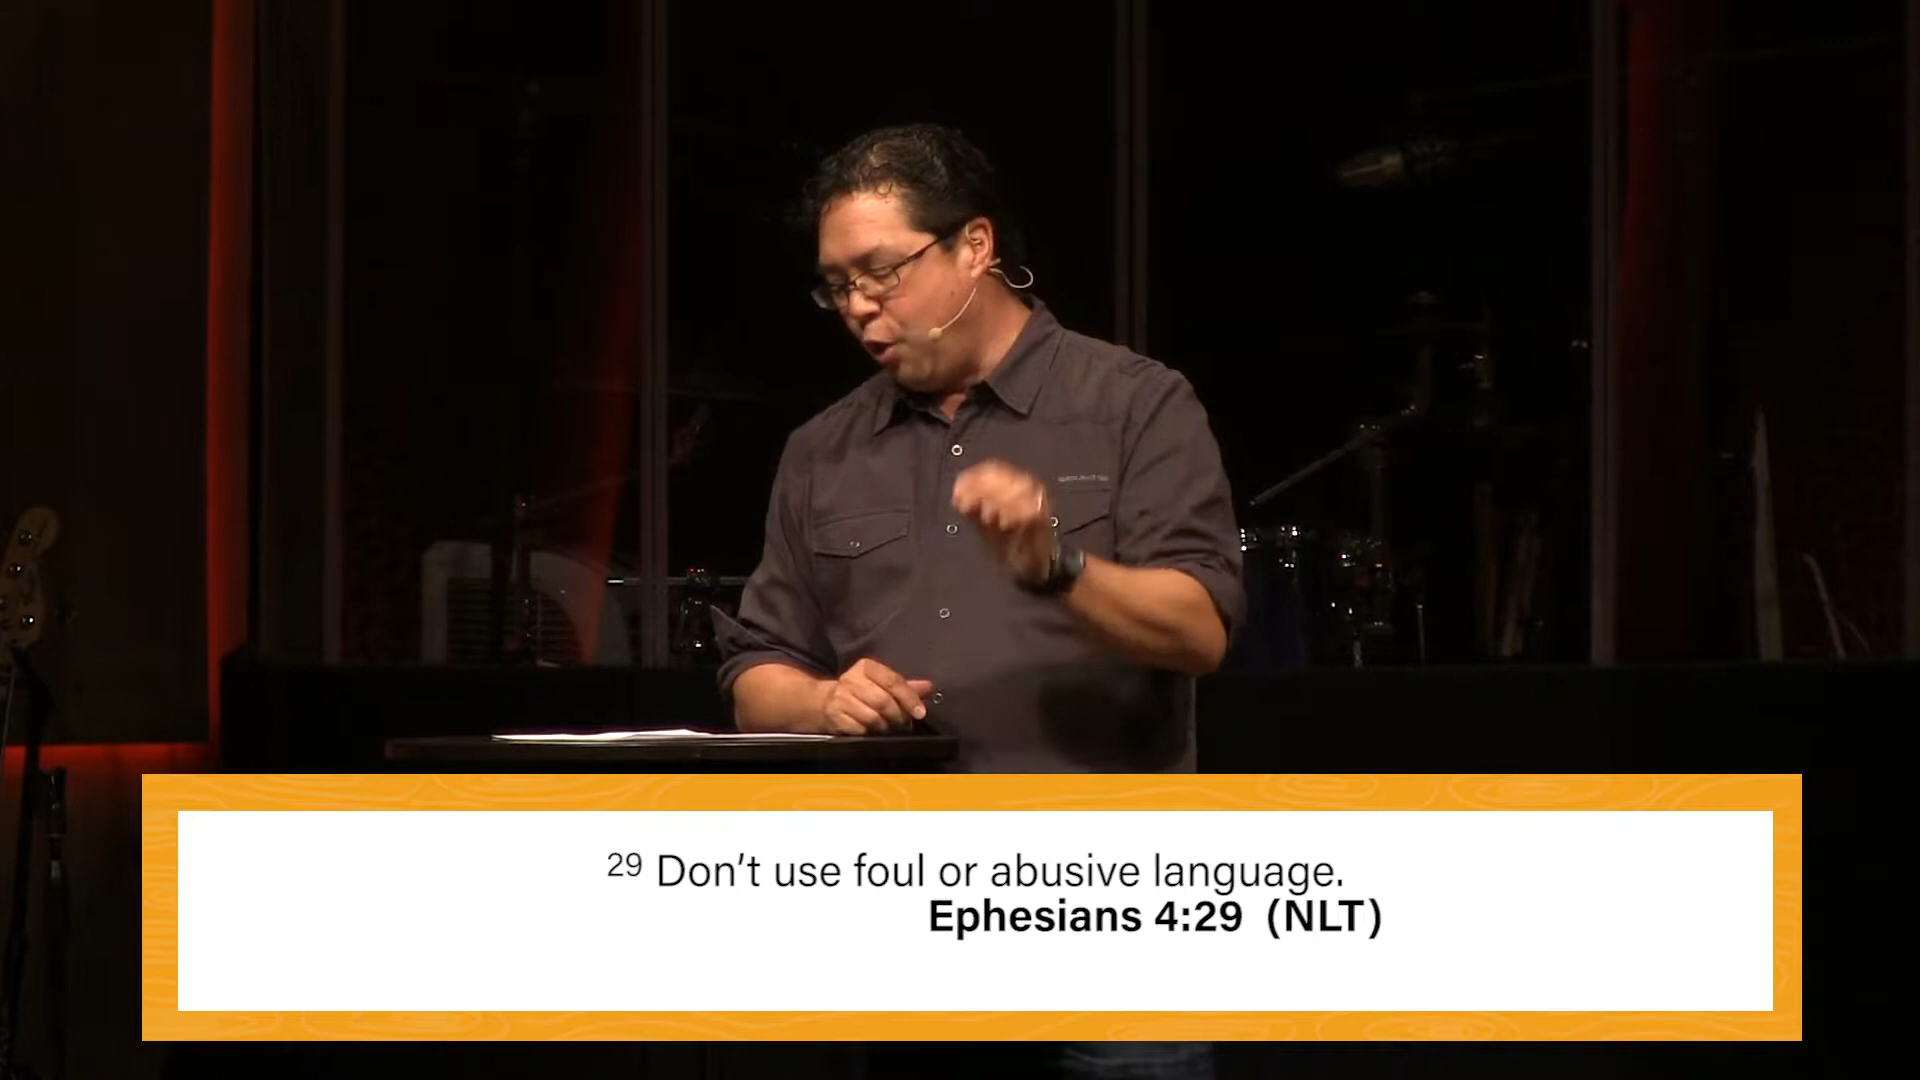 29 Don’t use foul or abusive language.
Ephesians 4:29 (NLT)